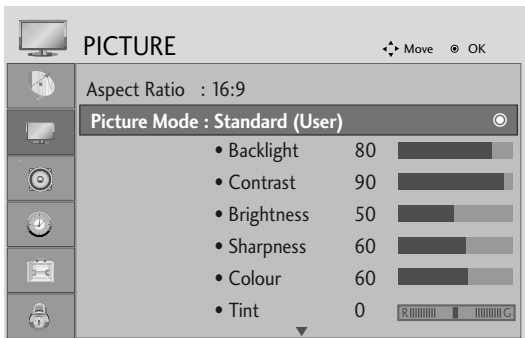 PICTURE
Move OK
Aspect Ratio : 16:9
Picture Mode : Standard (User)
• Backlight 80
• Contrast 90
• Brightness 50
• Sharpness 60
• Colour 60
• Tint 0 R G